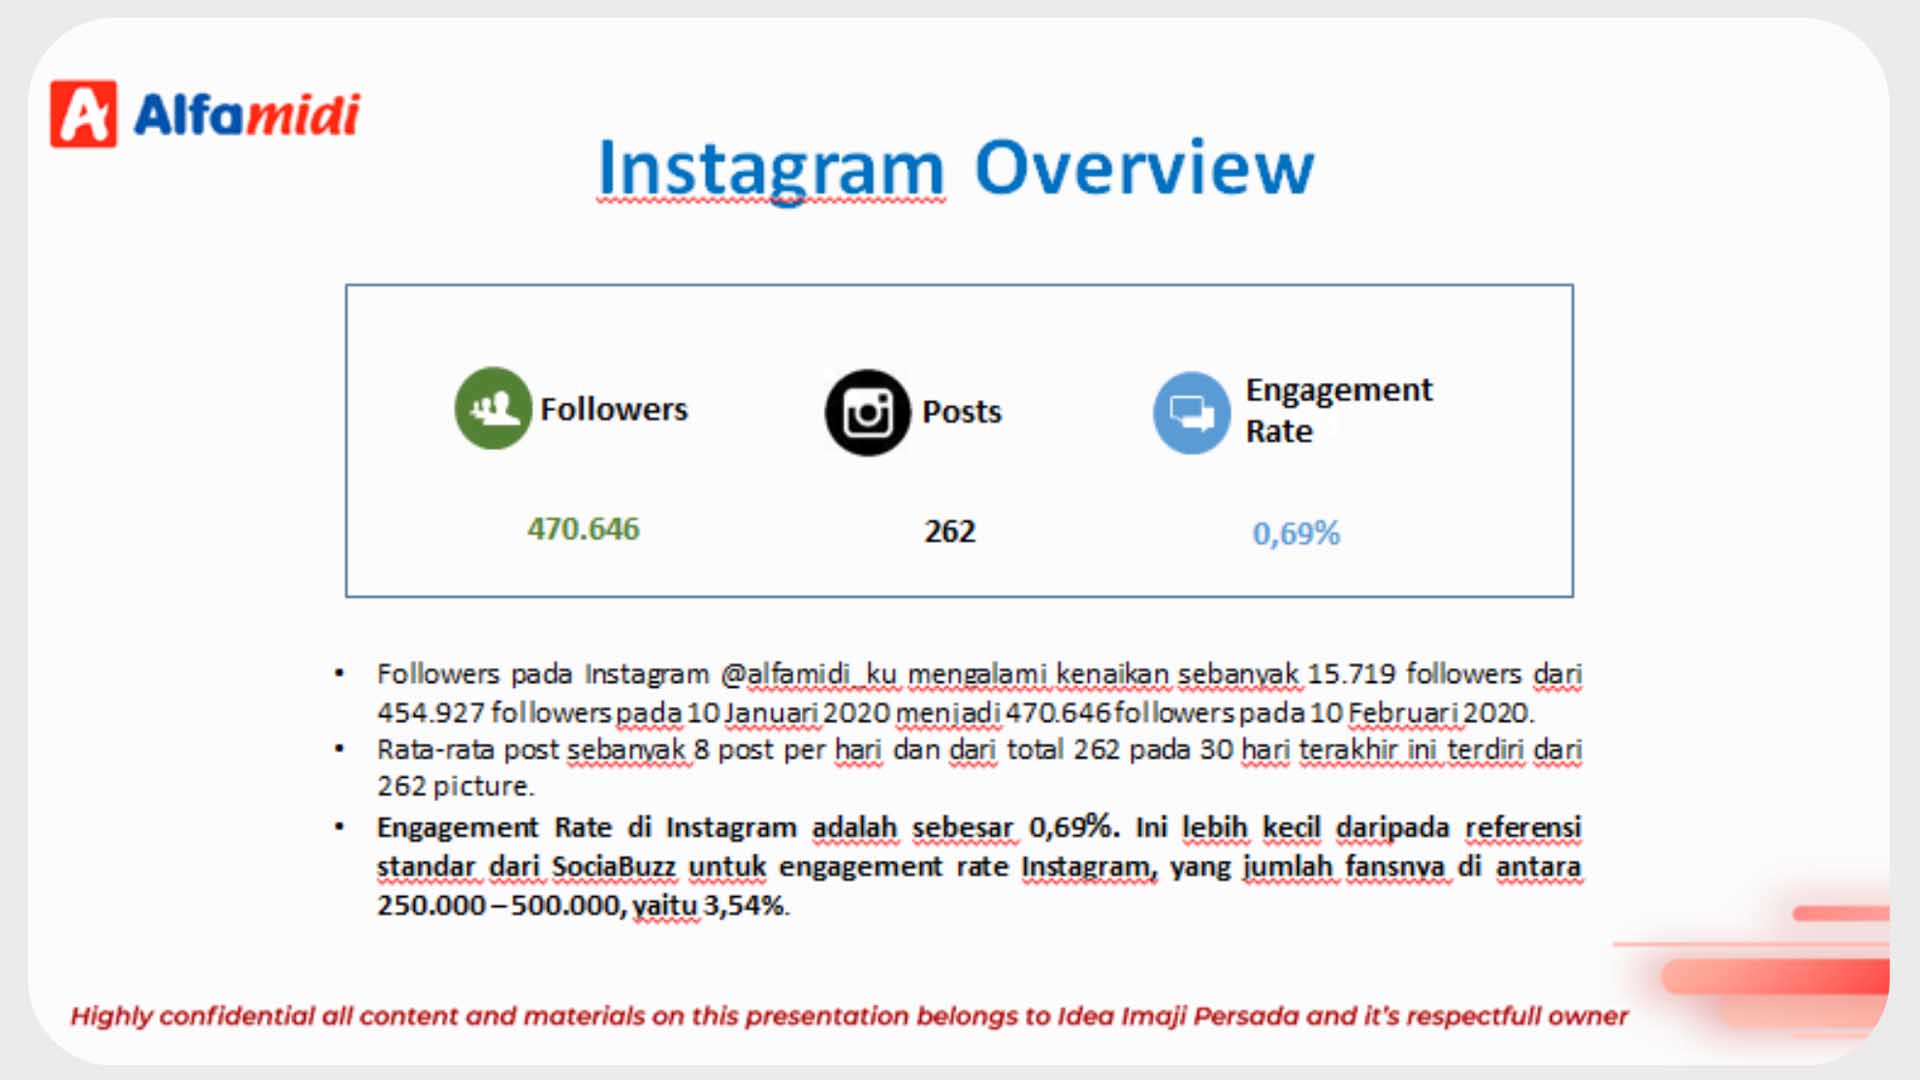 Alfamidi
Instagram Overview
Followers
Posts
Engagement
Rate
470.646
262
0,69%
• Followers pada Instagram @alfamidi_ku mengalami kenaikan sebanyak 15.719 followers dari
454.927 followers pada 10 Januari 2020 menjadi 470.646 followers pada 10 Februari 2020.
• Rata-rata post sebanyak 8 post per hari dan dari total 262 pada 30 hari terakhir ini terdiri dari
262 picture.
• Engagement Rate di Instagram adalah sebesar 0,69%. Ini lebih kecil daripada referensi
standar dari SociaBuzz untuk engagement rate Instagram, yang jumlah fansnya di antara
250.000 – 500.000, yaitu 3,54%.
Highly confidential all content and materials on this presentation belongs to Idea Imaji Persada and it's respectfull owner